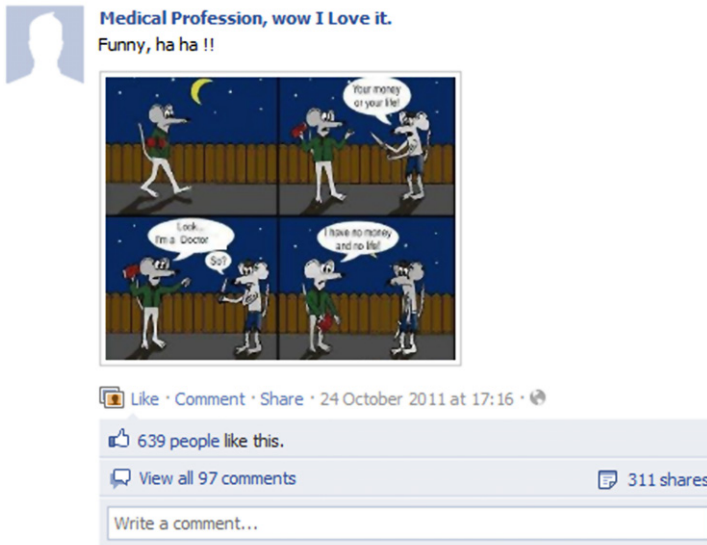 Medical Profession, wow I Love it.
Funny, ha ha !!
Your money
or your life!
Look...
I'm a Doctor
So?
I have no money
and no life!
Like · Comment · Share · 24 October 2011 at 17:16 ·
639 people like this.
View all 97 comments
311 shares
Write a comment...